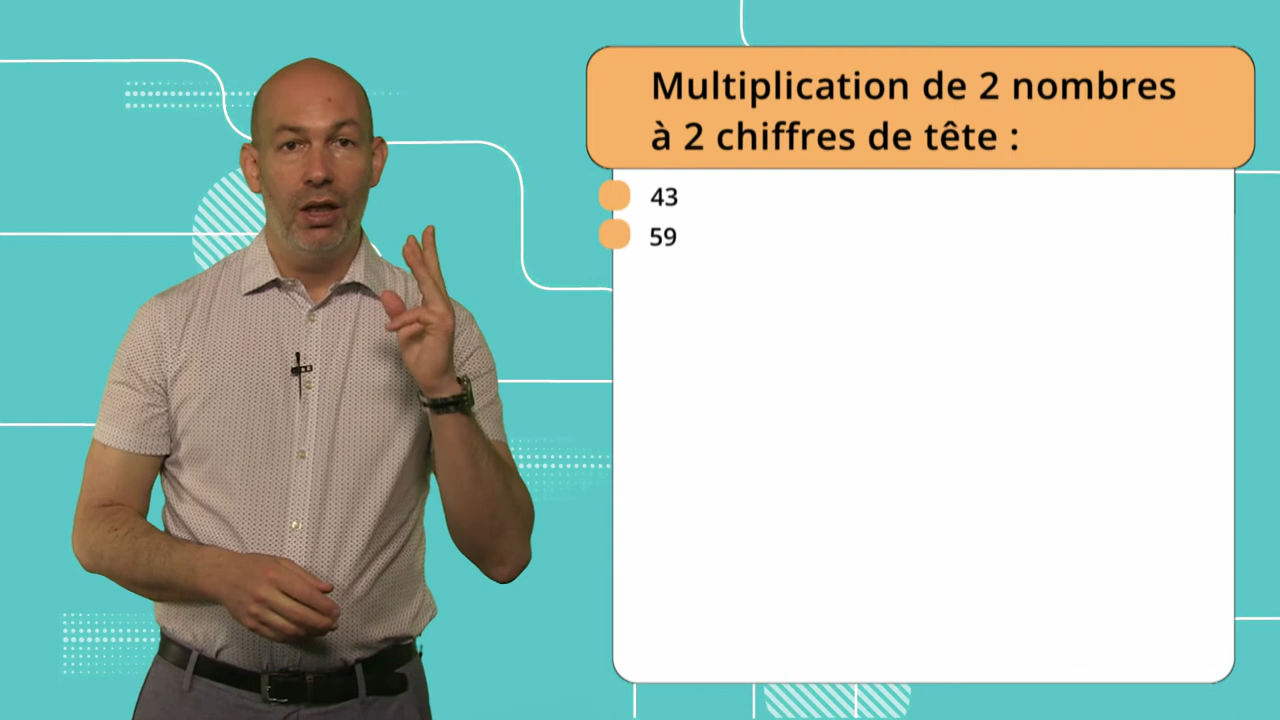 Multiplication de 2 nombres
à 2 chiffres de tête :
43
59